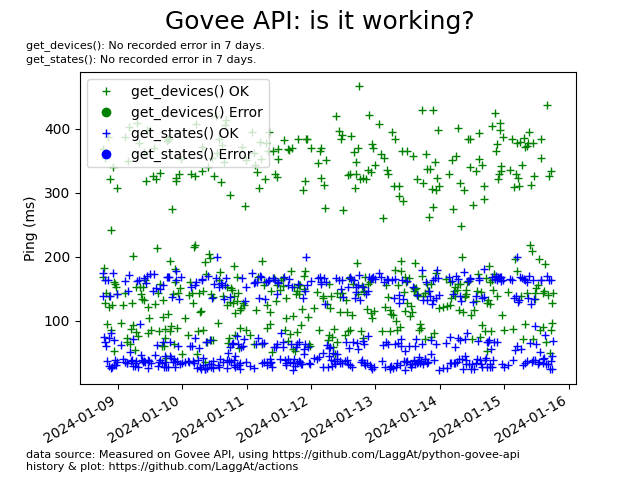 Govee API: is it working?
get_devices(): No recorded error in 7 days.
get_states(): No recorded error in 7 days.
get_devices() OK
get_devices() Error
get_states() OK
get_states() Error
Ping (ms)
400
300
200
100
2024-01-09
2024-01-10
2024-01-11
2024-01-12
2024-01-13
2024-01-14
2024-01-15
2024-01-16
data source: Measured on Govee API, using https://github.com/LaggAt/python-govee-api
history & plot: https://github.com/LaggAt/actions